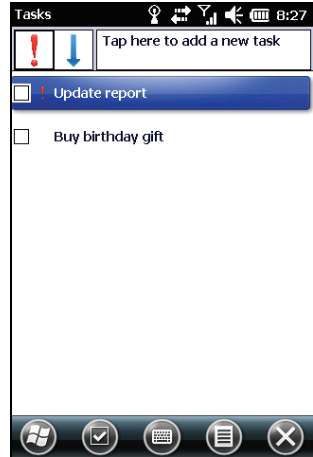 Tasks 8:27
Tap here to add a new task
! Update report
Buy birthday gift